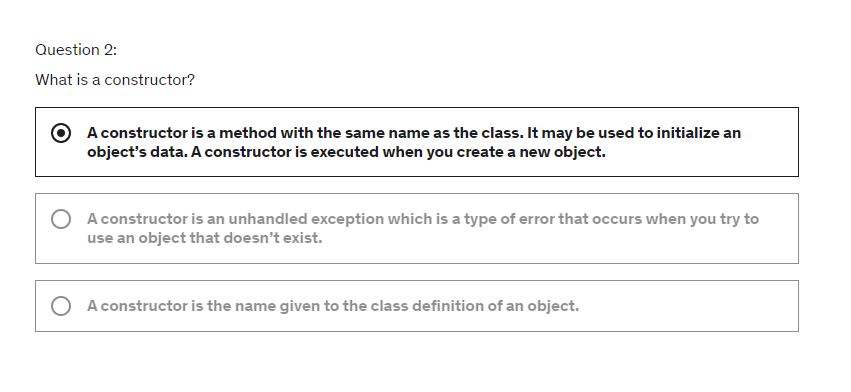 Question 2:
What is a constructor?
A constructor is a method with the same name as the class. It may be used to initialize an
object’s data. A constructor is executed when you create a new object.
A constructor is an unhandled exception which is a type of error that occurs when you try to
use an object that doesn’t exist.
A constructor is the name given to the class definition of an object.